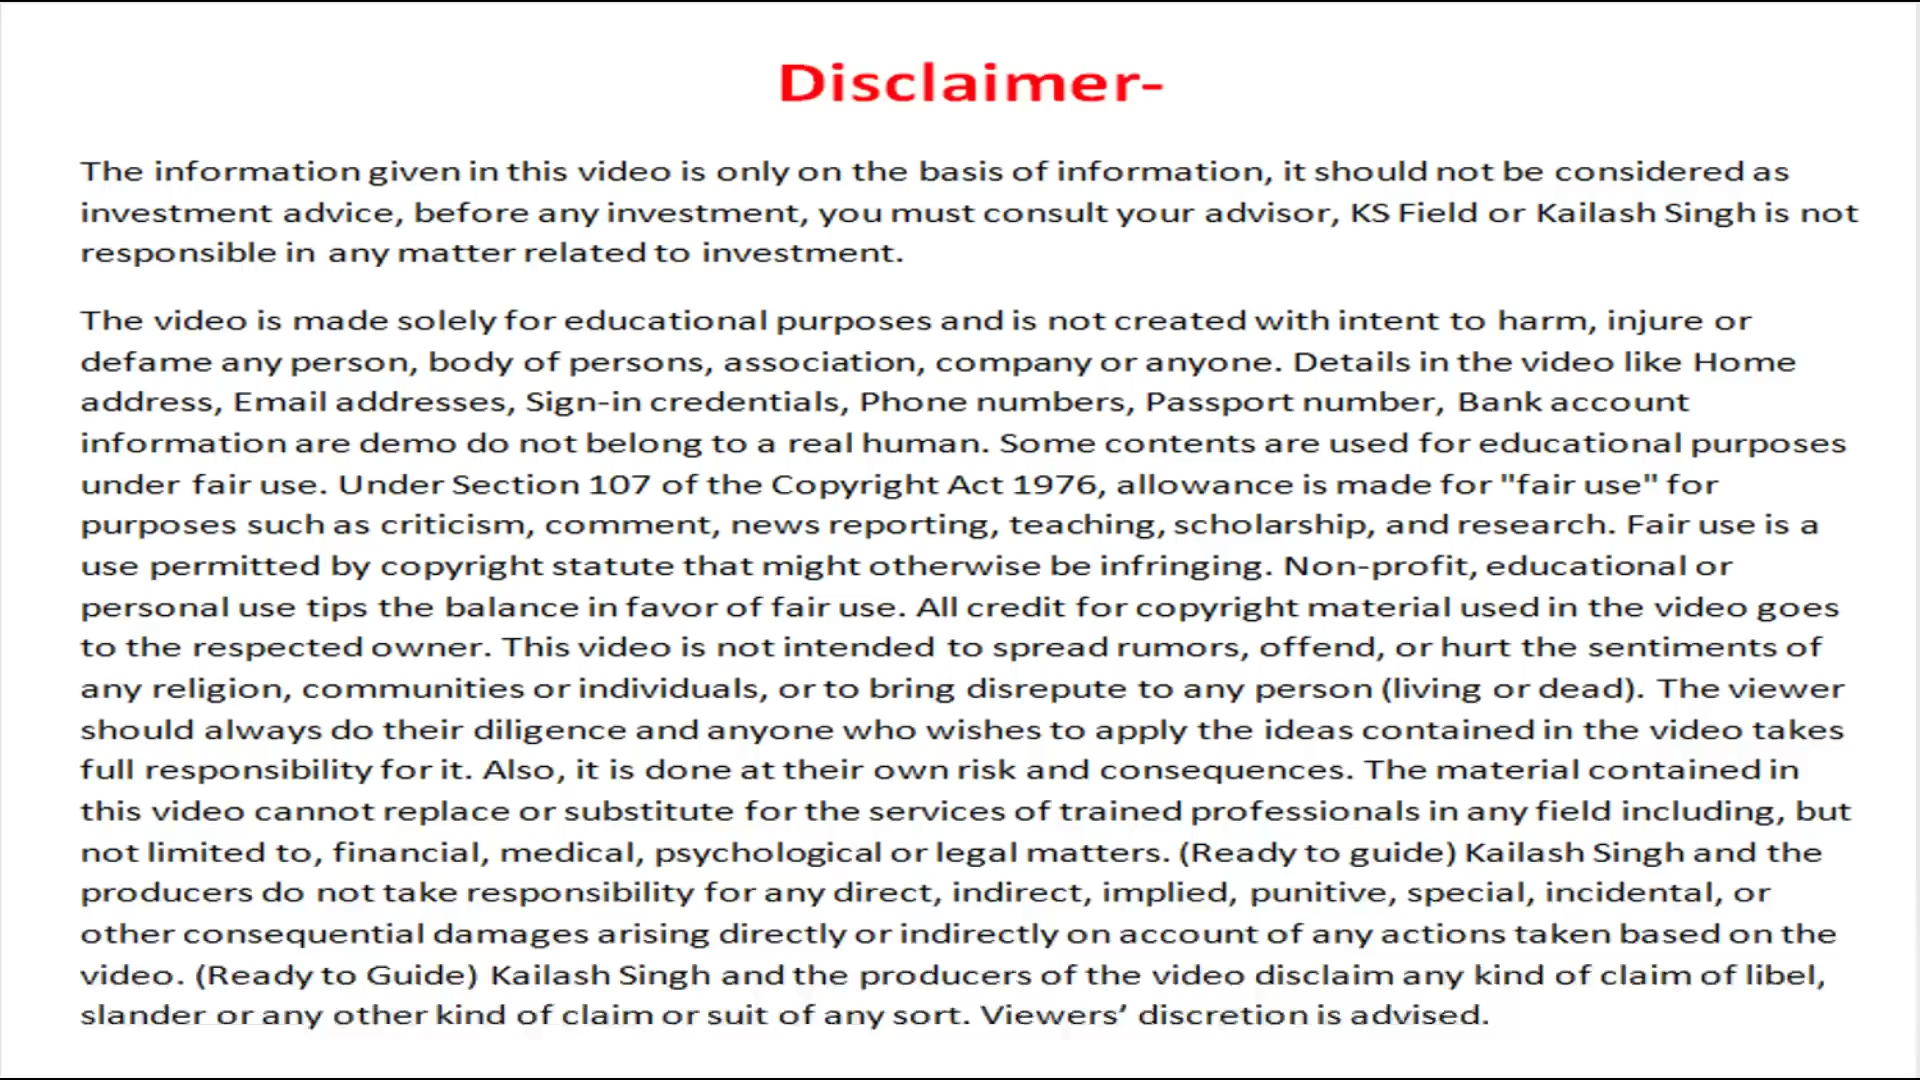 Disclaimer-
The information given in this video is only on the basis of information, it should not be considered as
investment advice, before any investment, you must consult your advisor, KS Field or Kailash Singh is not
responsible in any matter related to investment.
The video is made solely for educational purposes and is not created with intent to harm, injure or
defame any person, body of persons, association, company or anyone. Details in the video like Home
address, Email addresses, Sign-in credentials, Phone numbers, Passport number, Bank account
information are demo do not belong to a real human. Some contents are used for educational purposes
under fair use. Under Section 107 of the Copyright Act 1976, allowance is made for "fair use" for
purposes such as criticism, comment, news reporting, teaching, scholarship, and research. Fair use is a
use permitted by copyright statute that might otherwise be infringing. Non-profit, educational or
personal use tips the balance in favor of fair use. All credit for copyright material used in the video goes
to the respected owner. This video is not intended to spread rumors, offend, or hurt the sentiments of
any religion, communities or individuals, or to bring disrepute to any person (living or dead). The viewer
should always do their diligence and anyone who wishes to apply the ideas contained in the video takes
full responsibility for it. Also, it is done at their own risk and consequences. The material contained in
this video cannot replace or substitute for the services of trained professionals in any field including, but
not limited to, financial, medical, psychological or legal matters. (Ready to guide) Kailash Singh and the
producers do not take responsibility for any direct, indirect, implied, punitive, special, incidental, or
other consequential damages arising directly or indirectly on account of any actions taken based on the
video. (Ready to Guide) Kailash Singh and the producers of the video disclaim any kind of claim of libel,
slander or any other kind of claim or suit of any sort. Viewers’ discretion is advised.